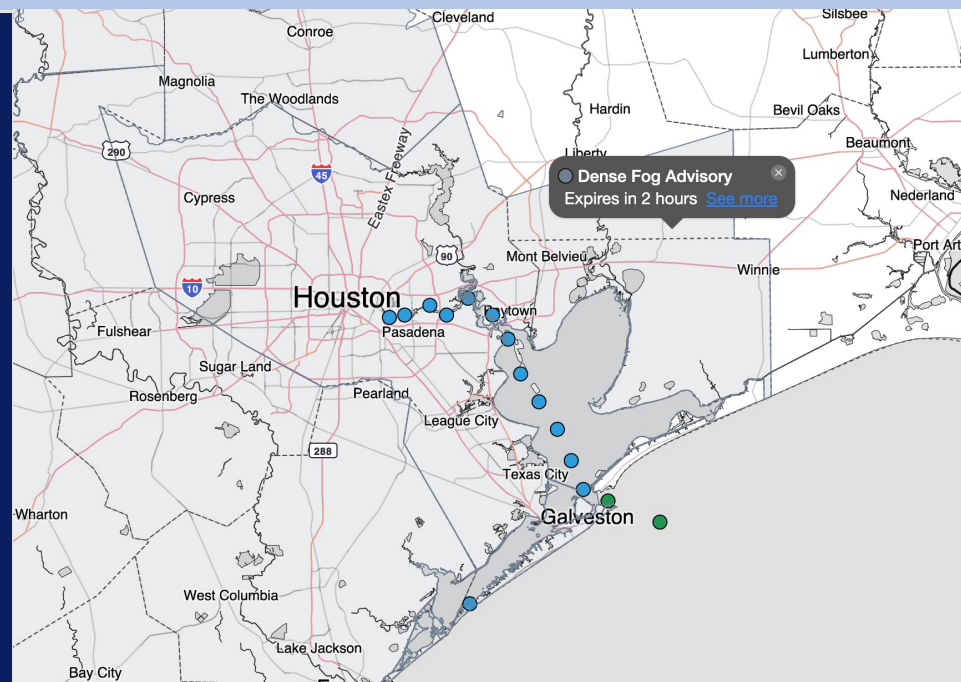 Cleveland
Silsbee
Conroe
Lumberton
Magnolia
The Woodlands
Hardin
Bevil Oaks
Eastex Freeway
290
Beaumont
Liberty
45
Dense Fog Advisory
Expires in 2 hours See more
Cypress
Nederland
90
Port Art
Mont Belvieu
Winnie
10
Houston
Baytown
Fulshear
Pasadena
Sugar Land
Rosenberg
Pearland
League City
288
Texas City
Wharton
Galveston
West Columbia
Lake Jackson
Bay City